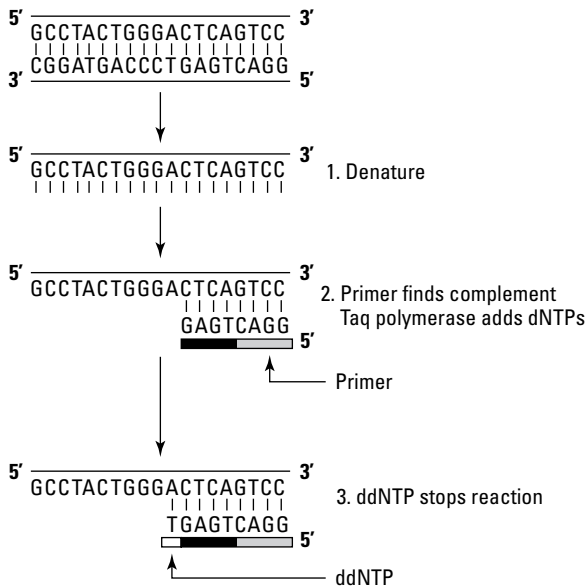 5′ 3′
GCCTACTGGGACTCAGTCC
CGGATGACCCTGAGTCAGG
3′ 5′
5′ 3′
GCCTACTGGGACTCAGTCC
1. Denature
5′ 3′
GCCTACTGGGACTCAGTCC
2. Primer finds complement
Taq polymerase adds dNTPs
GAGTCAGG
5′
Primer
5′ 3′
GCCTACTGGGACTCAGTCC
3. ddNTP stops reaction
TGAGTCAGG
5′
ddNTP